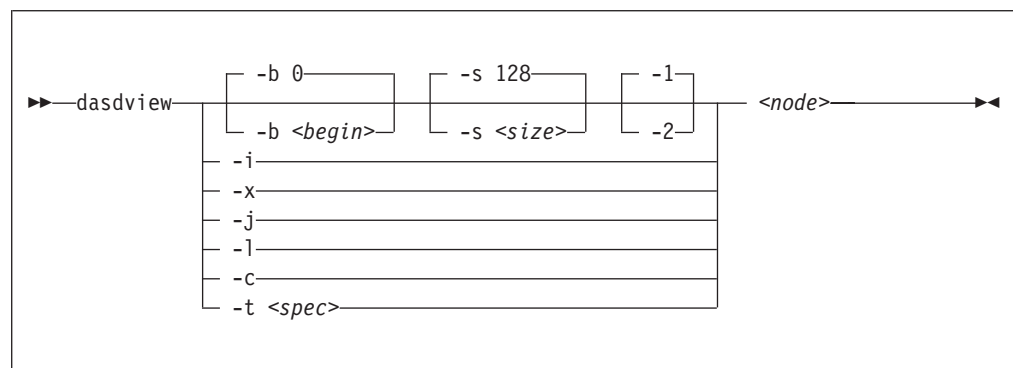 -b 0 -s 128 -1
dasdview <node>
-b <begin> -s <size> -2
-i
-x
-j
-l
-c
-t <spec>